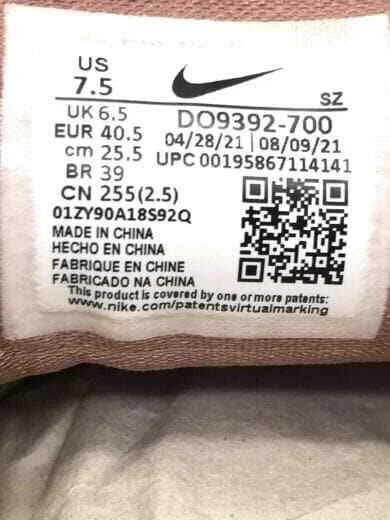 US
7.5
SZ
UK 6.5
DO9392-700
EUR 40.5
04/28/21 | 08/09/21
cm 25.5
UPC 00195867114141
BR 39
CN 255(2.5)
01ZY90A18S92Q
MADE IN CHINA
HECHO EN CHINA
FABRIQUE EN CHINE
FABRICADO NA CHINA
This product is covered by one or more patents:
www.nike.com/patentsvirtualmarking